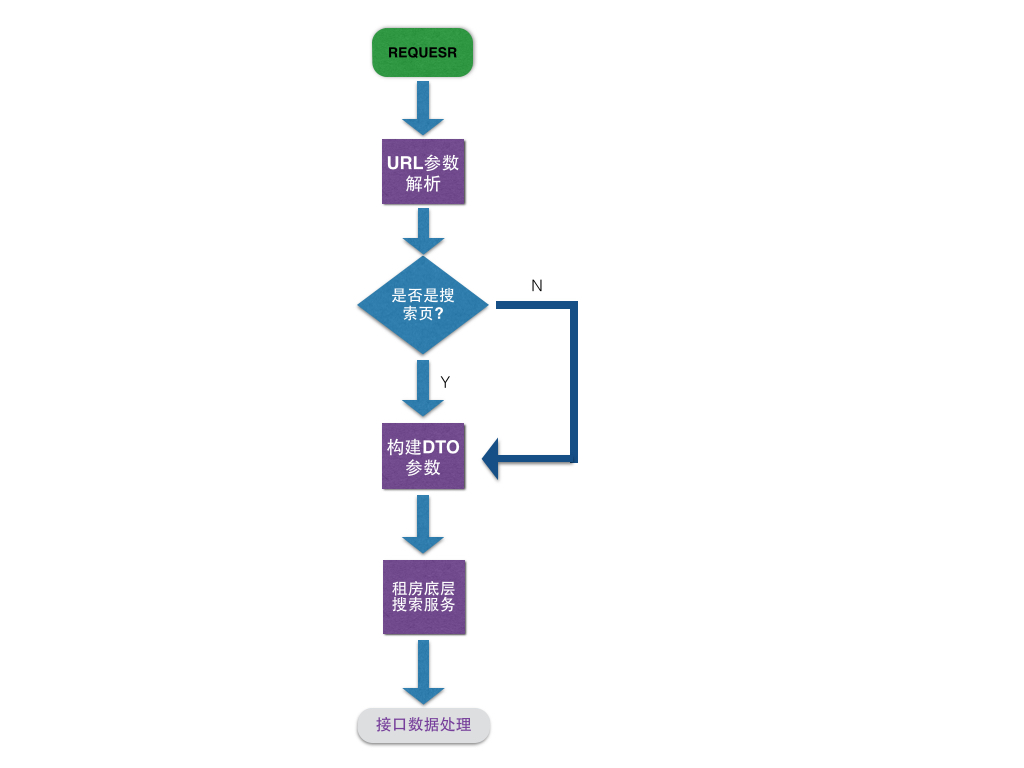 REQUESR
URL参数
解析
是否是搜
索页?
N
Y
构建DTO
参数
租房底层
搜索服务
接口数据处理